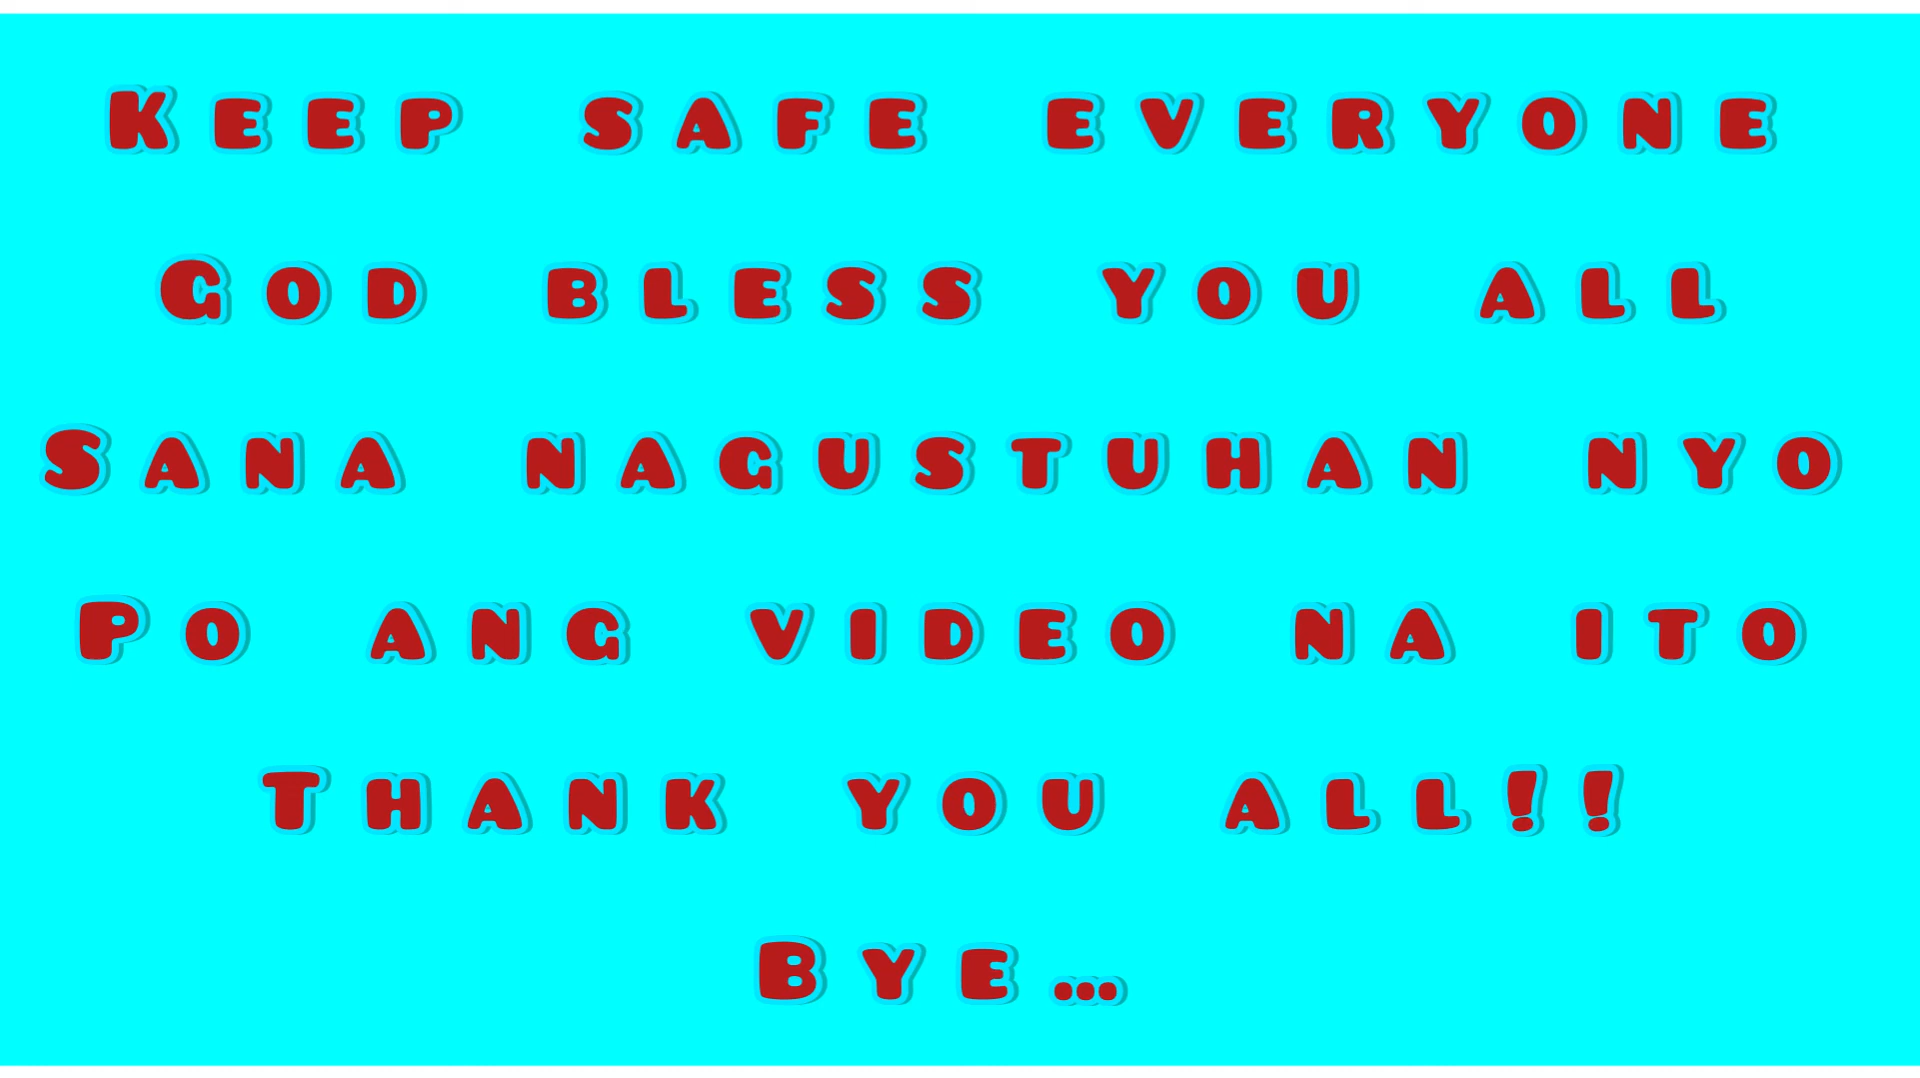 Keep safe everyone
God bless you all
Sana nagustuhan nyo
Po ang video na ito
Thank you all!!
Bye...